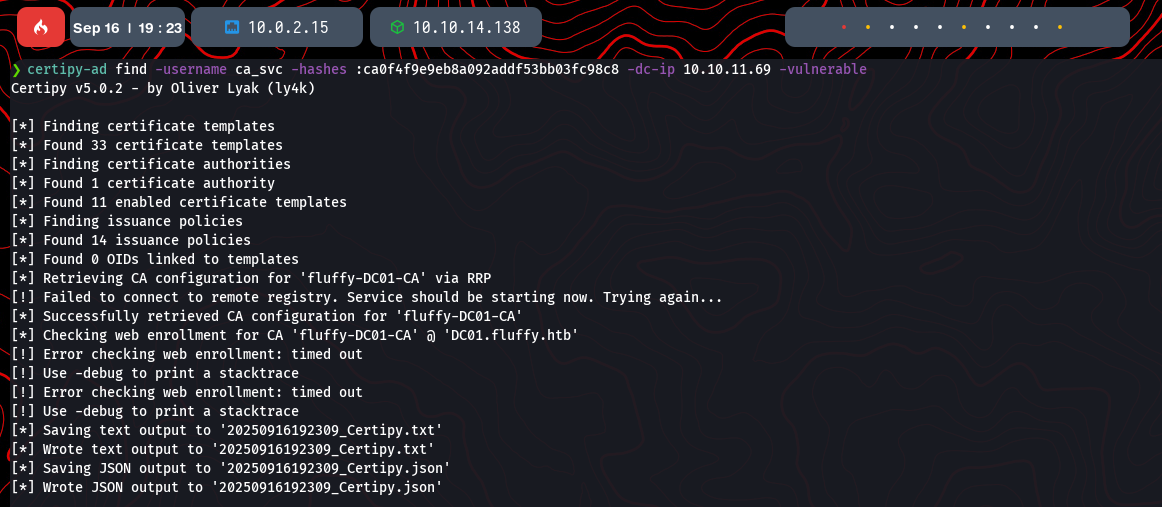 Sep 16 | 19 : 23
10.0.2.15
10.10.14.138
❯ certipy-ad find -username ca_svc -hashes :ca0f4f9e9eb8a092addf53bb03fc98c8 -dc-ip 10.10.11.69 -vulnerable
Certipy v5.0.2 - by Oliver Lyak (ly4k)
[*] Finding certificate templates
[*] Found 33 certificate templates
[*] Finding certificate authorities
[*] Found 1 certificate authority
[*] Found 11 enabled certificate templates
[*] Finding issuance policies
[*] Found 14 issuance policies
[*] Found 0 OIDs linked to templates
[*] Retrieving CA configuration for 'fluffy-DC01-CA' via RRP
[!] Failed to connect to remote registry. Service should be starting now. Trying again...
[*] Successfully retrieved CA configuration for 'fluffy-DC01-CA'
[*] Checking web enrollment for CA 'fluffy-DC01-CA' @ 'DC01.fluffy.htb'
[!] Error checking web enrollment: timed out
[!] Use -debug to print a stacktrace
[!] Error checking web enrollment: timed out
[!] Use -debug to print a stacktrace
[*] Saving text output to '20250916192309_Certipy.txt'
[*] Wrote text output to '20250916192309_Certipy.txt'
[*] Saving JSON output to '20250916192309_Certipy.json'
[*] Wrote JSON output to '20250916192309_Certipy.json'